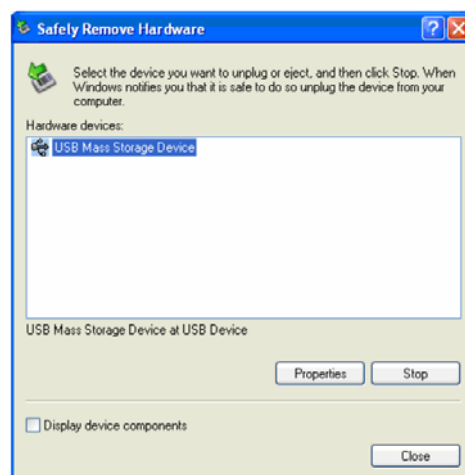 Safely Remove Hardware
Select the device you want to unplug or eject, and then click Stop. When
Windows notifies you that it is safe to do so unplug the device from your
computer.
Hardware devices:
USB Mass Storage Device
USB Mass Storage Device at USB Device
Properties
Stop
Display device components
Close